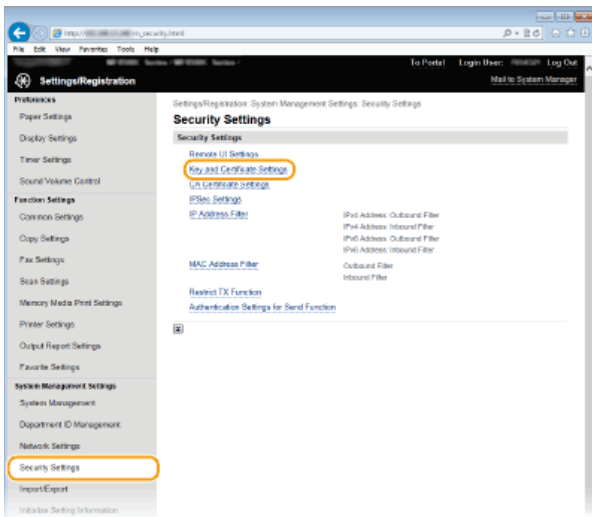 http://
_security.html
File Edit View Favorites Tools Help
To Portal Login User: Log Out
Settings/Registration
Mail to System Manager
Preferences
Paper Settings
Display Settings
Timer Settings
Sound Volume Control
Function Settings
Common Settings
Copy Settings
Fax Settings
Scan Settings
Memory Media Print Settings
Printer Settings
Output Report Settings
Favorite Settings
System Management Settings
System Management
Department ID Management
Network Settings
Security Settings
Import/Export
Initialize Setting Information
Settings/Registration: System Management Settings: Security Settings
Security Settings
Security Settings
Remote UI Settings
Key and Certificate Settings
CA Certificate Settings
IPSec Settings
IP Address Filter
IPv4 Address: Outbound Filter
IPv4 Address: Inbound Filter
IPv6 Address: Outbound Filter
IPv6 Address: Inbound Filter
MAC Address Filter
Outbound Filter
Inbound Filter
Restrict TX Function
Authentication Settings for Send Function